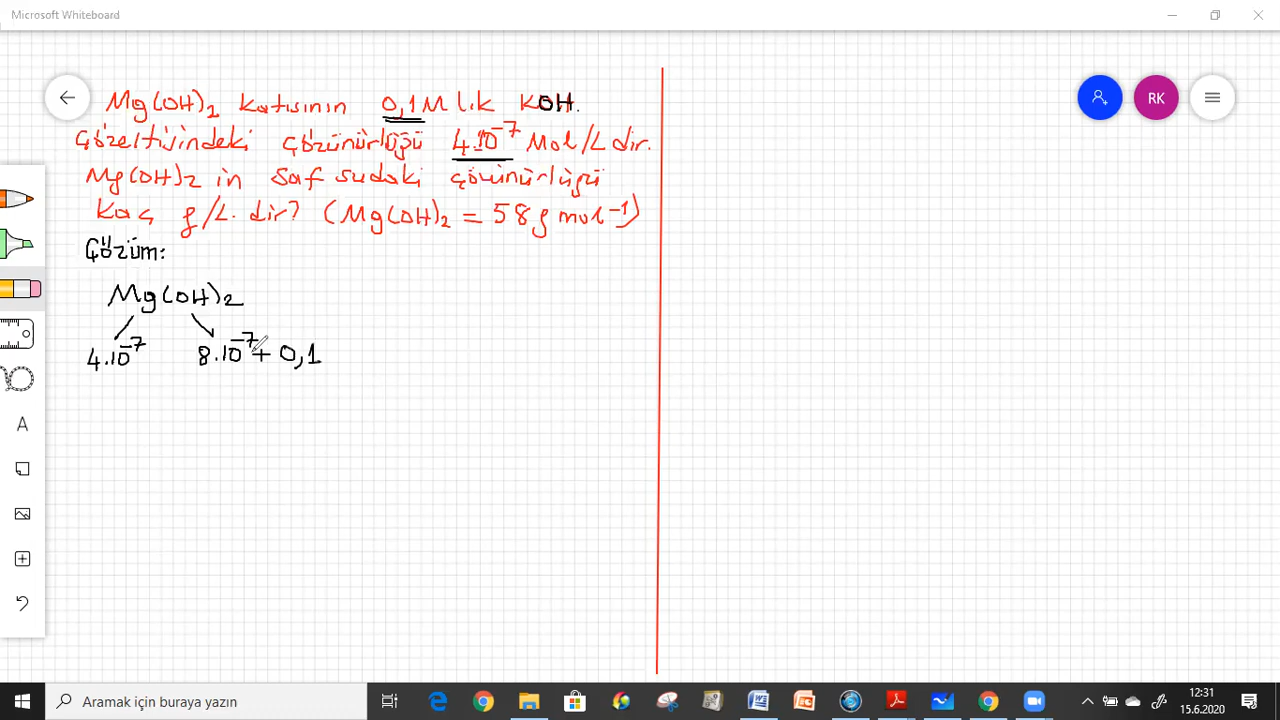 Microsoft Whiteboard
Mg(OH)2 katısının 0,1M lık KOH
çözeltisindeki çözünürlüğü 4.10⁻⁷ Mol/L dir.
Mg(OH)2 in saf sudaki çözünürlüğü
kaç g/L. dir? (Mg(OH)2 = 58g mol⁻¹)
Çözüm:
Mg(OH)2
4.10⁻⁷ 8.10⁻⁷ + 0,1
RK
A
Aramak için buraya yazın
12:31
15.6.2020